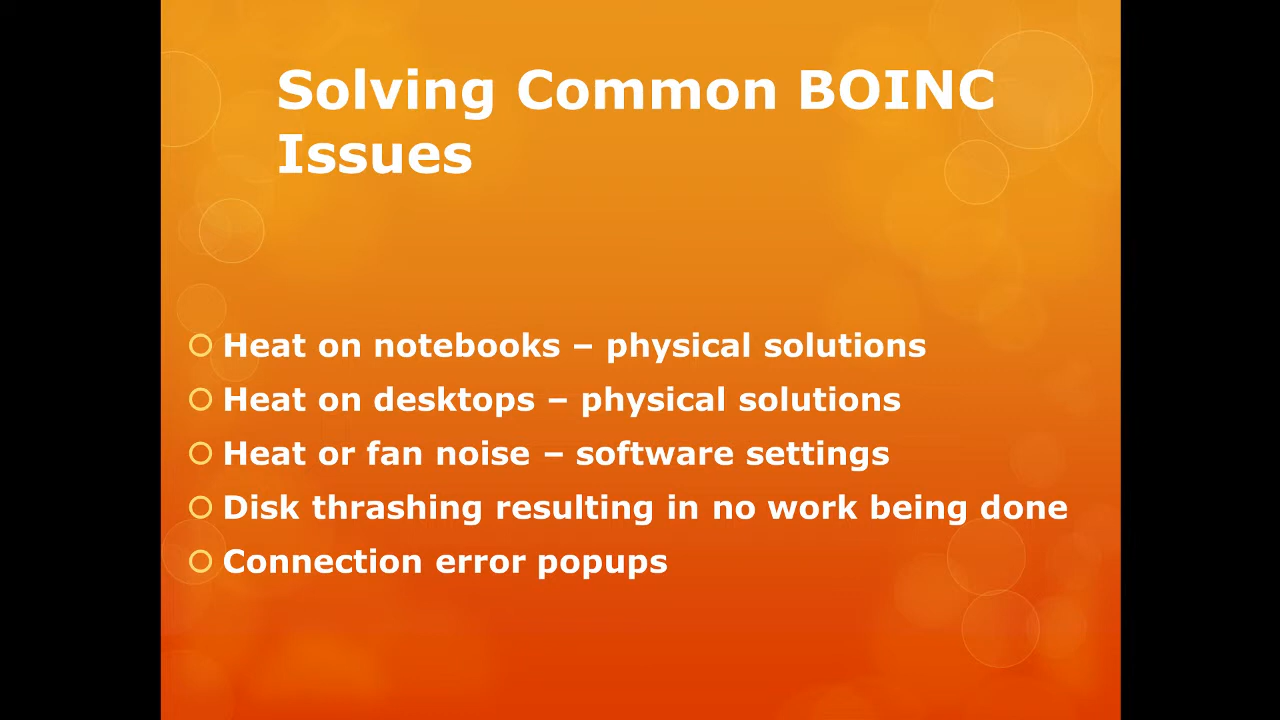 Solving Common BOINC
Issues
Heat on notebooks – physical solutions
Heat on desktops – physical solutions
Heat or fan noise – software settings
Disk thrashing resulting in no work being done
Connection error popups